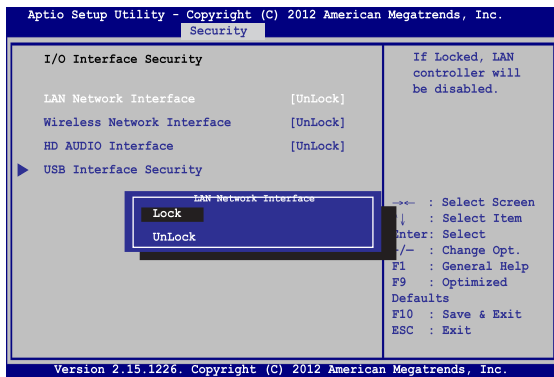 Aptio Setup Utility - Copyright (C) 2012 American Megatrends, Inc.
Security
I/O Interface Security
LAN Network Interface [UnLock]
Wireless Network Interface [UnLock]
HD AUDIO Interface [UnLock]
USB Interface Security
If Locked, LAN
controller will
be disabled.
LAN Network Interface
Lock
UnLock
→← : Select Screen
↓ : Select Item
Enter: Select
+/— : Change Opt.
F1 : General Help
F9 : Optimized
Defaults
F10 : Save & Exit
ESC : Exit
Version 2.15.1226. Copyright (C) 2012 American Megatrends, Inc.